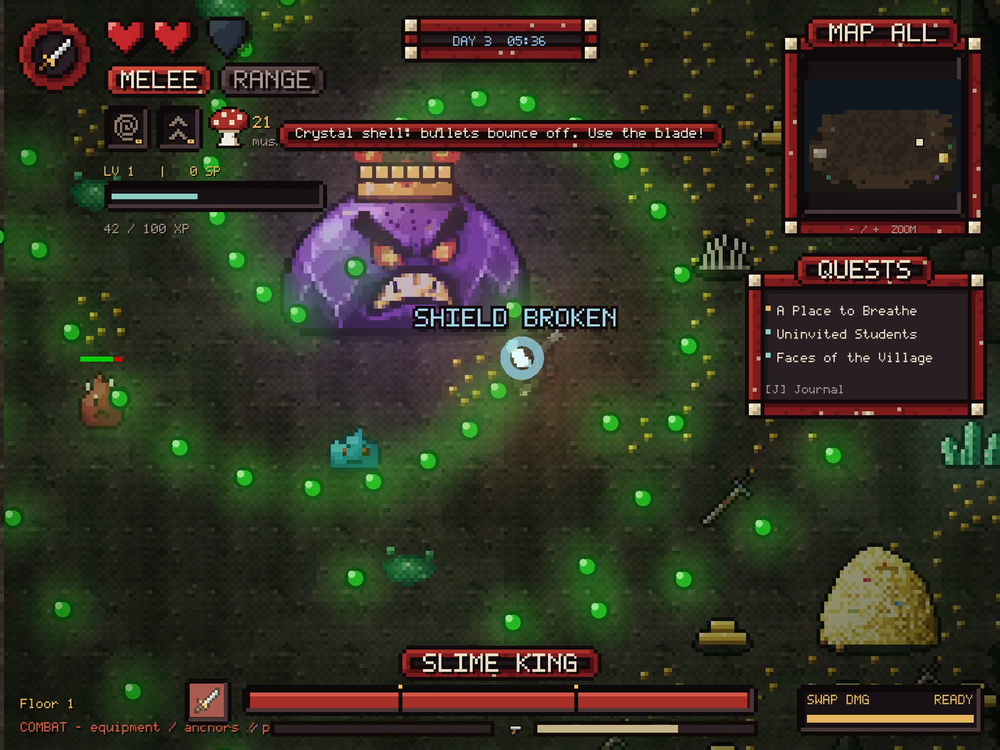 DAY 3 05:36
MAP ALL
MELEE RANGE
21
mus.
Crystal shell: bullets bounce off. Use the blade!
LV 1 | 0 SP
42 / 100 XP
- / + ZOOM
QUESTS
A Place to Breathe
Uninvited Students
Faces of the Village
[J] Journal
SHIELD BROKEN
SLIME KING
Floor 1
SWAP DMG READY
COMBAT - equipment / anchors // p